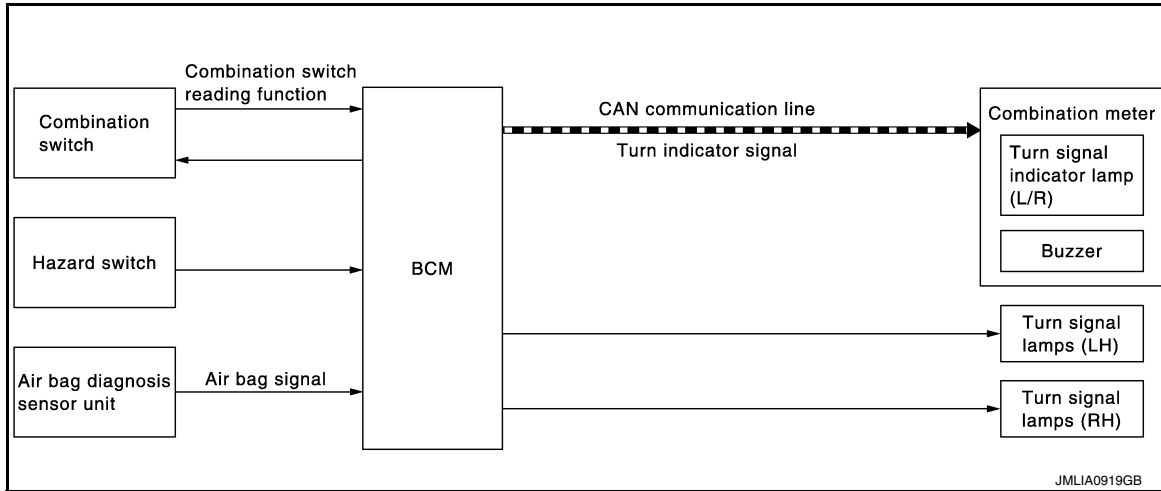 Combination switch
reading function
Combination
switch
Hazard switch
Air bag diagnosis
sensor unit
Air bag signal
BCM
CAN communication line
Turn indicator signal
Combination meter
Turn signal
indicator lamp
(L/R)
Buzzer
Turn signal
lamps (LH)
Turn signal
lamps (RH)
JMLIA0919GB